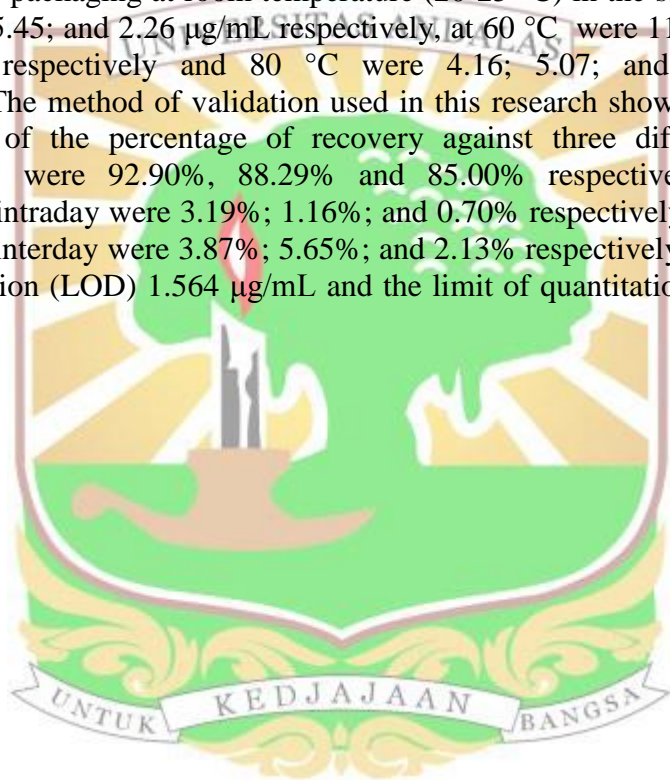 packaging at room temperature (20-25 °C) in the s
5.45; and 2.26 μg/mL respectively, at 60 °C were 11
UNIVERSITAS ANDALAS
respectively and 80 °C were 4.16; 5.07; and
The method of validation used in this research show
of the percentage of recovery against three dif
were 92.90%, 88.29% and 85.00% respective
intraday were 3.19%; 1.16%; and 0.70% respectively
interday were 3.87%; 5.65%; and 2.13% respectively
ion (LOD) 1.564 μg/mL and the limit of quantitatio
UNTUK KEDJAJAAN BANGSA